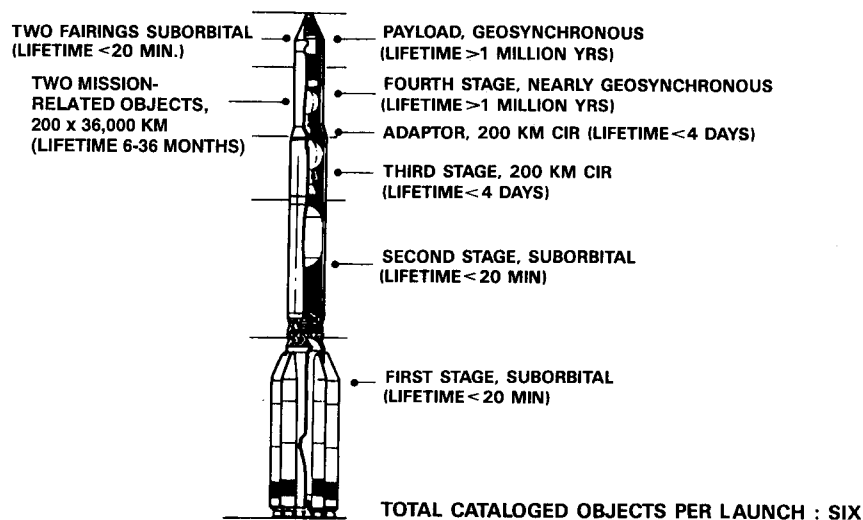 TWO FAIRINGS SUBORBITAL
(LIFETIME <20 MIN.)
TWO MISSION-
RELATED OBJECTS,
200 x 36,000 KM
(LIFETIME 6-36 MONTHS)
PAYLOAD, GEOSYNCHRONOUS
(LIFETIME>1 MILLION YRS)
FOURTH STAGE, NEARLY GEOSYNCHRONOUS
(LIFETIME>1 MILLION YRS)
ADAPTOR, 200 KM CIR (LIFETIME<4 DAYS)
THIRD STAGE, 200 KM CIR
(LIFETIME<4 DAYS)
SECOND STAGE, SUBORBITAL
(LIFETIME<20 MIN)
FIRST STAGE, SUBORBITAL
(LIFETIME<20 MIN)
TOTAL CATALOGED OBJECTS PER LAUNCH : SIX